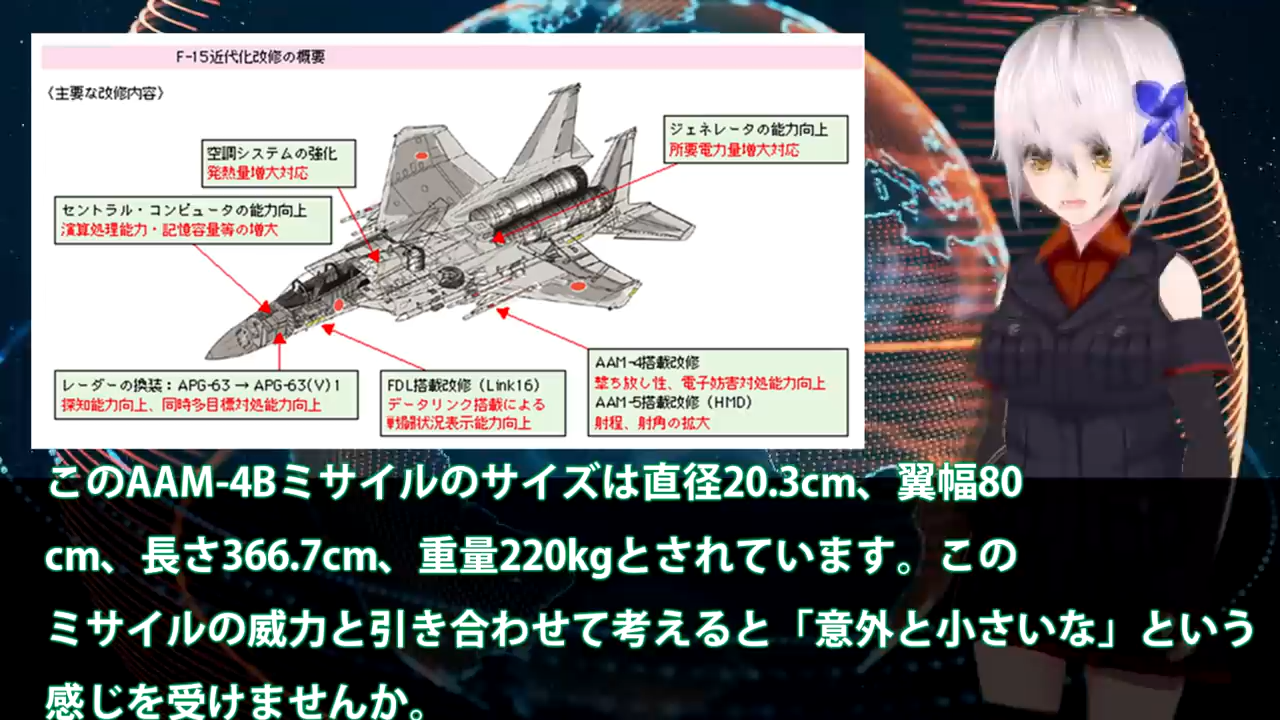 F-15近代化改修の概要
〈主要な改修内容〉
ジェネレータの能力向上
所要電力量増大対応
空調システムの強化
発熱量増大対応
セントラル・コンピュータの能力向上
演算処理能力・記憶容量等の増大
レーダーの換装：APG-63→APG-63(V)1
探知能力向上、同時多目標対処能力向上
FDL搭載改修（Link16）
データリンク搭載による
戦闘状況表示能力向上
AAM-4搭載改修
撃ち放し性、電子妨害対処能力向上
AAM-5搭載改修（HMD）
射程、射角の拡大
このAAM-4Bミサイルのサイズは直径20.3cm、翼幅80
cm、長さ366.7cm、重量220kgとされています。この
ミサイルの威力と引き合わせて考えると「意外と小さいな」という
感じを受けませんか。